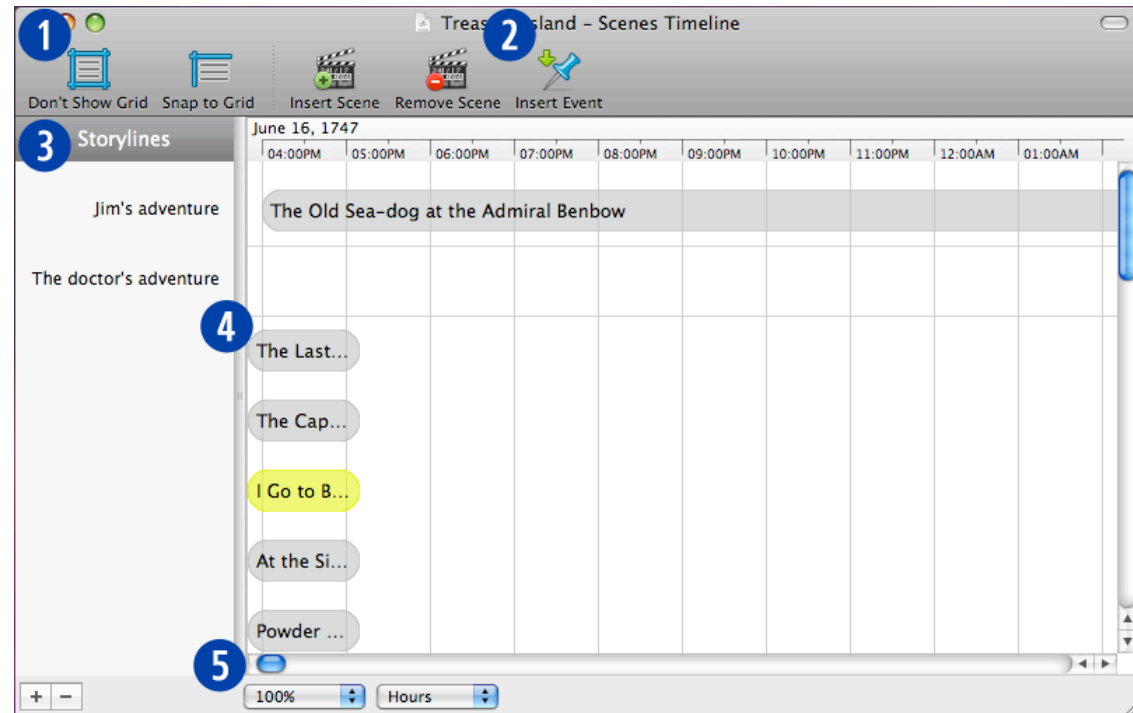 1
2
Treas sland – Scenes Timeline
Don't Show Grid Snap to Grid Insert Scene Remove Scene Insert Event
3
Storylines
June 16, 1747
04:00PM 05:00PM 06:00PM 07:00PM 08:00PM 09:00PM 10:00PM 11:00PM 12:00AM 01:00AM
Jim's adventure
The Old Sea-dog at the Admiral Benbow
The doctor's adventure
4
The Last...
The Cap...
I Go to B...
At the Si...
Powder ...
5
+ −
100% Hours